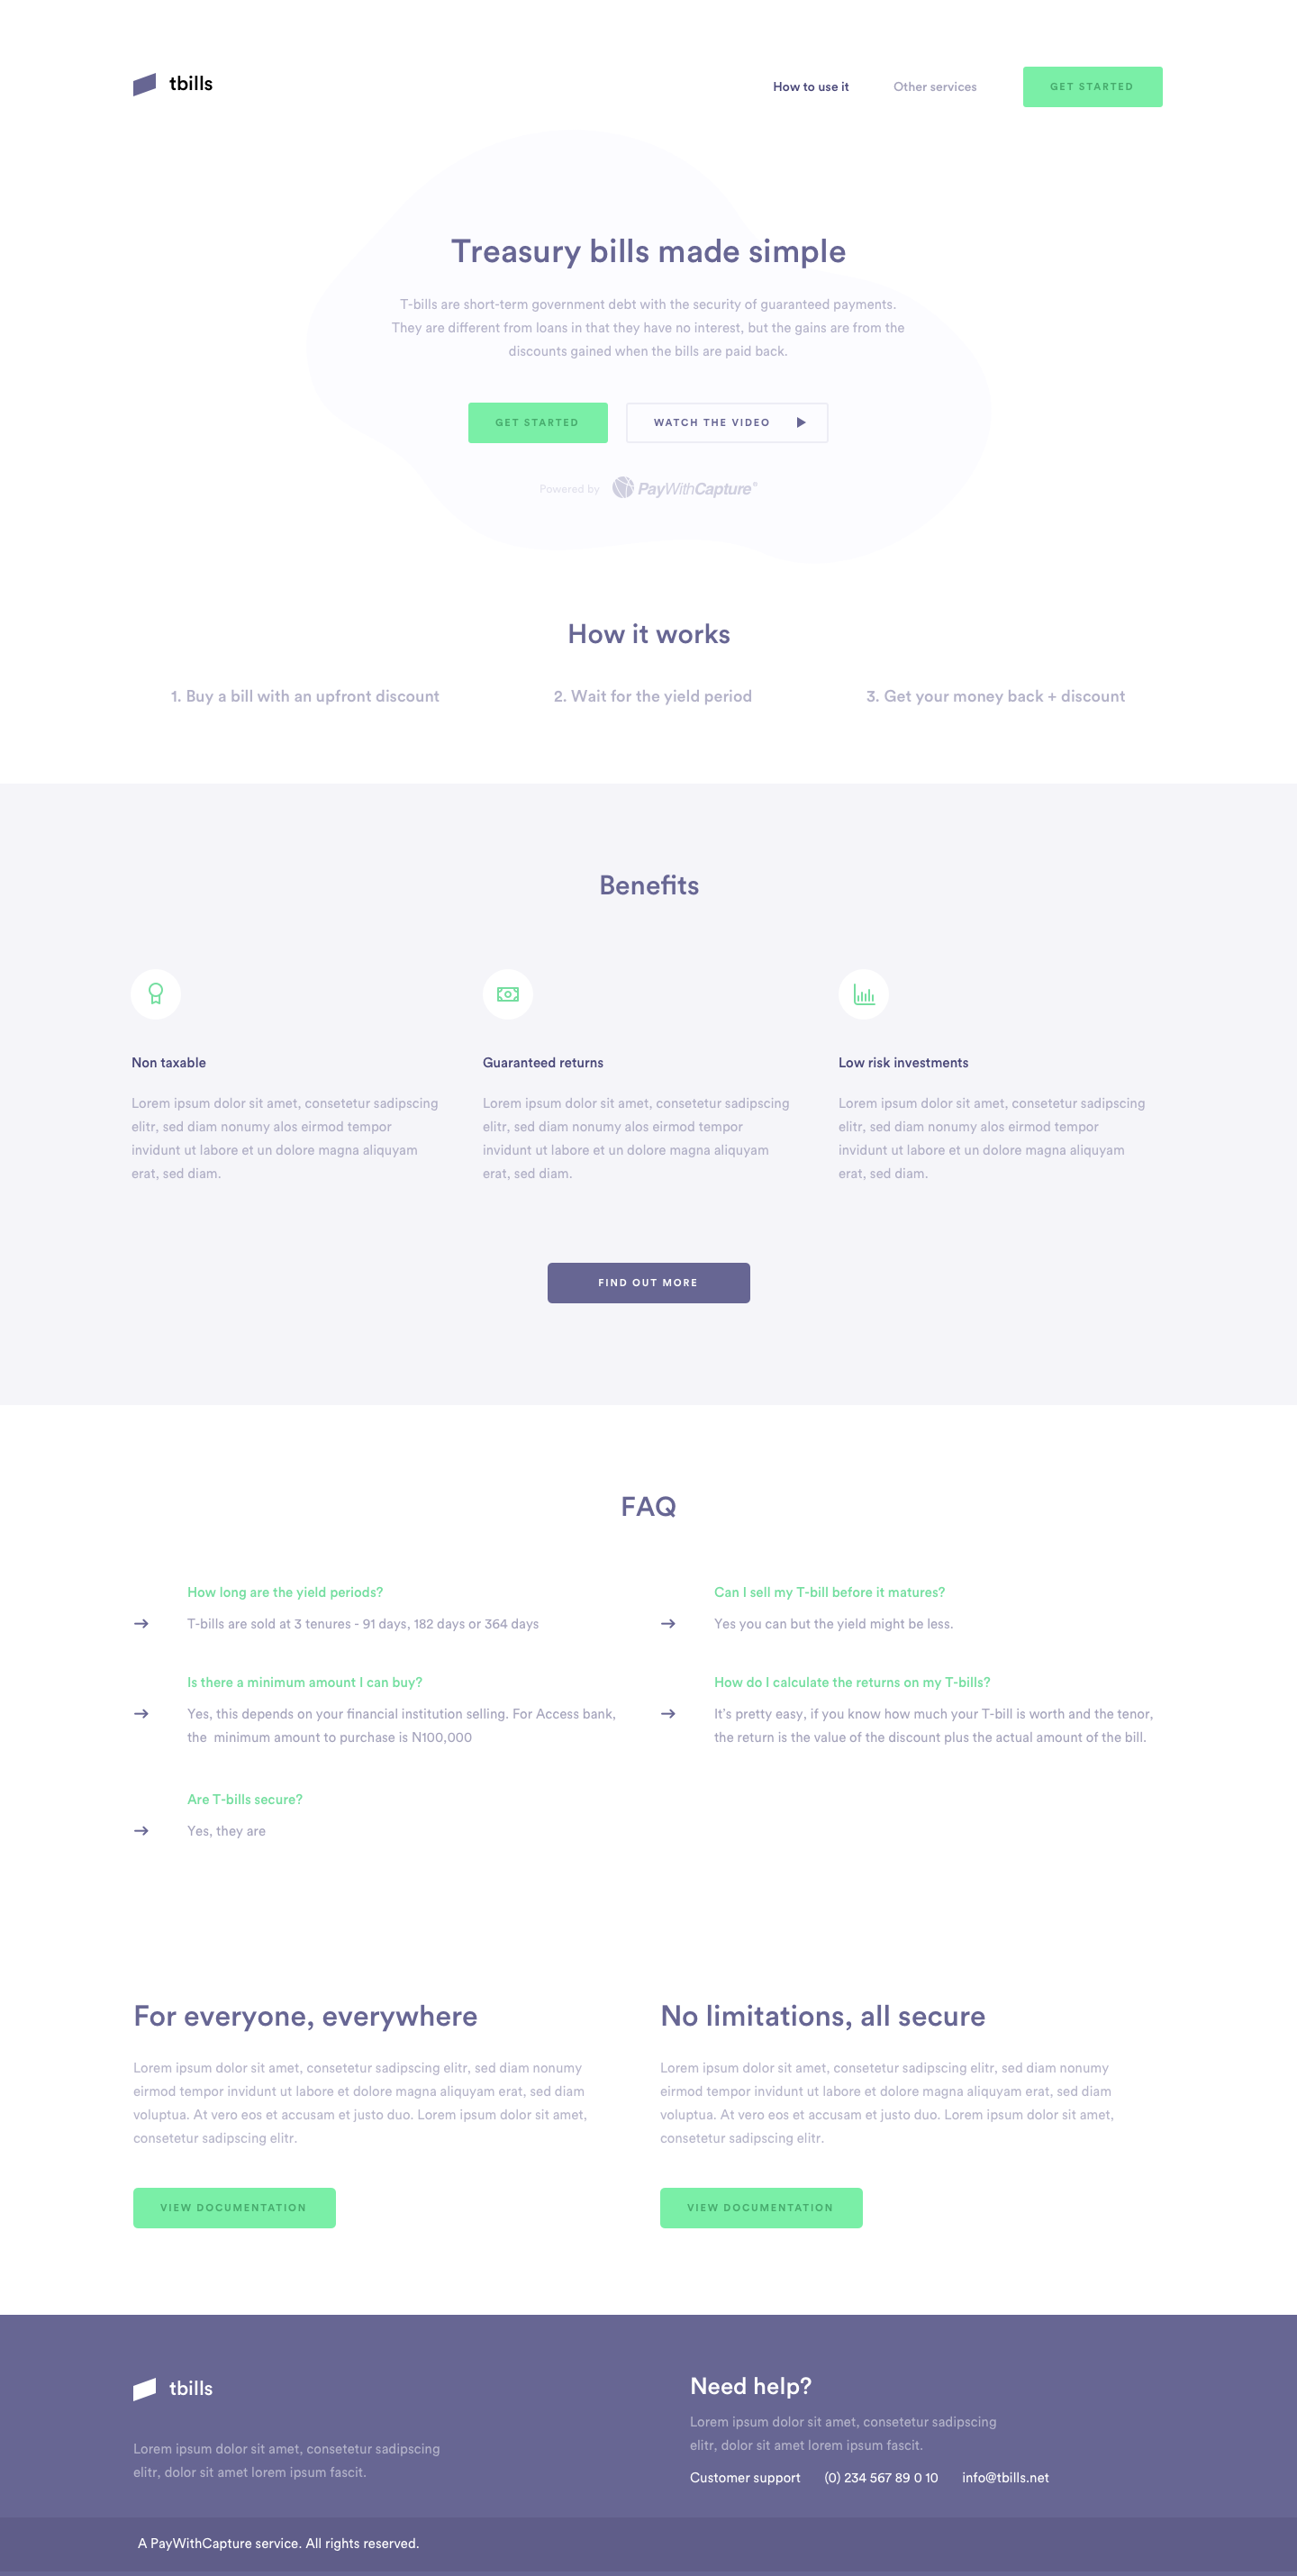 tbills
How to use it
Other services
GET STARTED
Treasury bills made simple
T-bills are short-term government debt with the security of guaranteed payments.
They are different from loans in that they have no interest, but the gains are from the
discounts gained when the bills are paid back.
GET STARTED
WATCH THE VIDEO
Powered by
PayWithCapture®
How it works
1. Buy a bill with an upfront discount
2. Wait for the yield period
3. Get your money back + discount
Benefits
Non taxable
Lorem ipsum dolor sit amet, consetetur sadipscing
elitr, sed diam nonumy alos eirmod tempor
invidunt ut labore et un dolore magna aliquyam
erat, sed diam.
Guaranteed returns
Lorem ipsum dolor sit amet, consetetur sadipscing
elitr, sed diam nonumy alos eirmod tempor
invidunt ut labore et un dolore magna aliquyam
erat, sed diam.
Low risk investments
Lorem ipsum dolor sit amet, consetetur sadipscing
elitr, sed diam nonumy alos eirmod tempor
invidunt ut labore et un dolore magna aliquyam
erat, sed diam.
FIND OUT MORE
FAQ
How long are the yield periods?
T-bills are sold at 3 tenures - 91 days, 182 days or 364 days
Can I sell my T-bill before it matures?
Yes you can but the yield might be less.
Is there a minimum amount I can buy?
Yes, this depends on your financial institution selling. For Access bank,
the  minimum amount to purchase is N100,000
How do I calculate the returns on my T-bills?
It's pretty easy, if you know how much your T-bill is worth and the tenor,
the return is the value of the discount plus the actual amount of the bill.
Are T-bills secure?
Yes, they are
For everyone, everywhere
Lorem ipsum dolor sit amet, consetetur sadipscing elitr, sed diam nonumy
eirmod tempor invidunt ut labore et dolore magna aliquyam erat, sed diam
voluptua. At vero eos et accusam et justo duo. Lorem ipsum dolor sit amet,
consetetur sadipscing elitr.
VIEW DOCUMENTATION
No limitations, all secure
Lorem ipsum dolor sit amet, consetetur sadipscing elitr, sed diam nonumy
eirmod tempor invidunt ut labore et dolore magna aliquyam erat, sed diam
voluptua. At vero eos et accusam et justo duo. Lorem ipsum dolor sit amet,
consetetur sadipscing elitr.
VIEW DOCUMENTATION
tbills
Lorem ipsum dolor sit amet, consetetur sadipscing
elitr, dolor sit amet lorem ipsum fascit.
Need help?
Lorem ipsum dolor sit amet, consetetur sadipscing
elitr, dolor sit amet lorem ipsum fascit.
Customer support
(0) 234 567 89 0 10
info@tbills.net
A PayWithCapture service. All rights reserved.